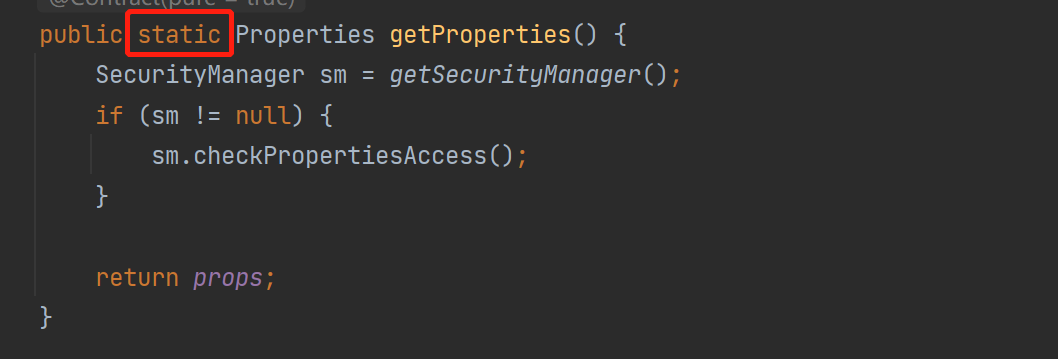 @Contract(pure = true)
public static Properties getProperties() {
    SecurityManager sm = getSecurityManager();
    if (sm != null) {
        sm.checkPropertiesAccess();
    }

    return props;
}